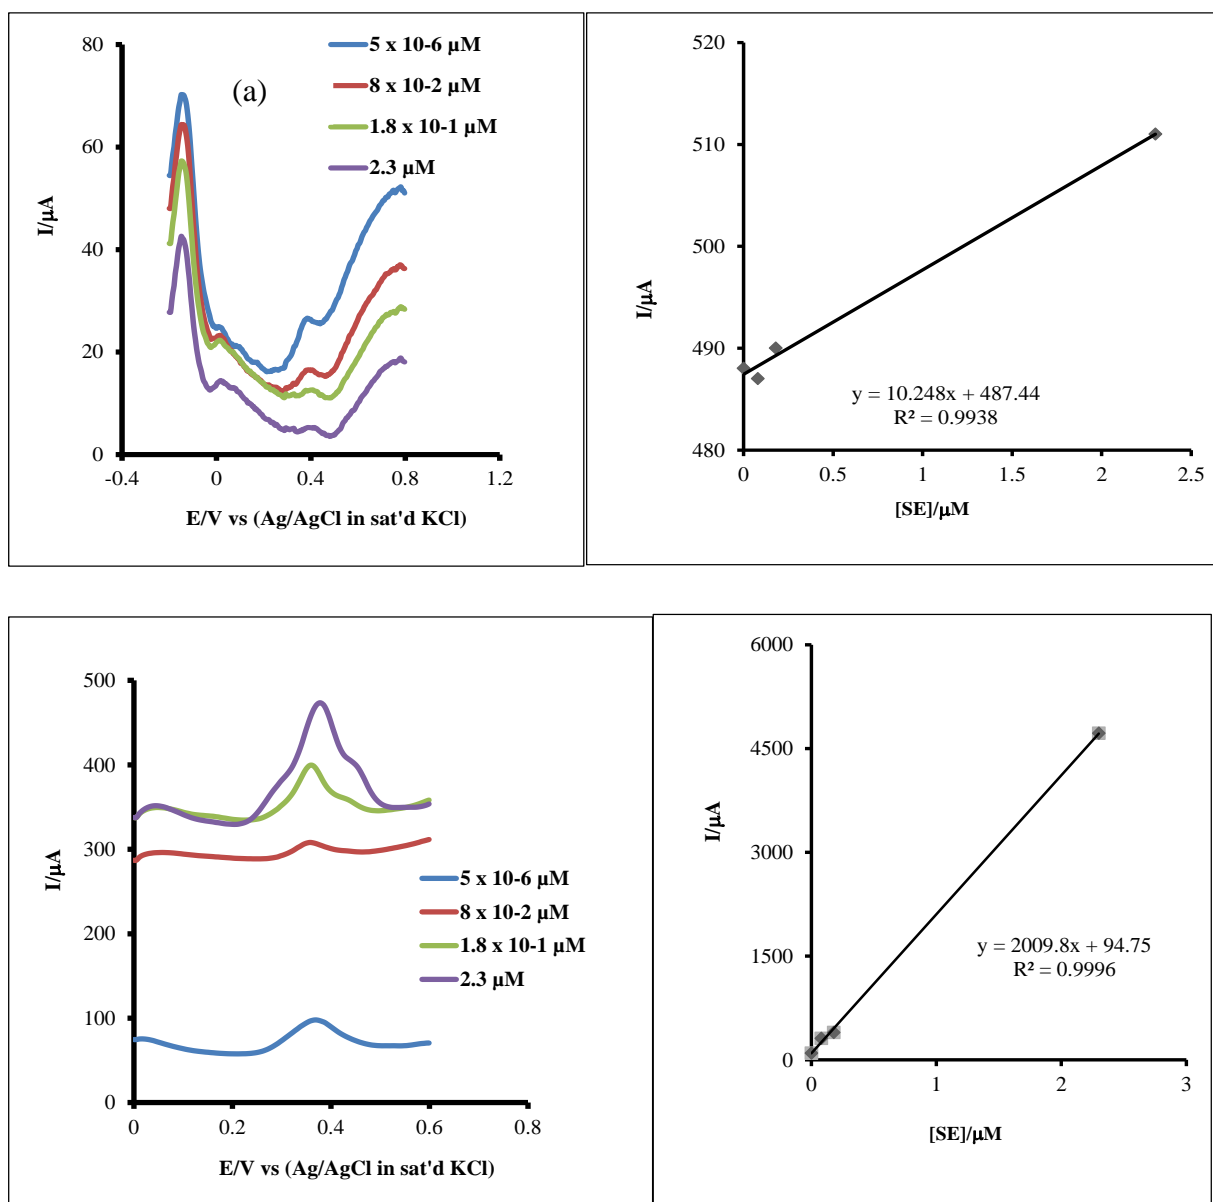 80
60
40
20
0
-0.4
0
0.4
0.8
1.2
I/µA
E/V vs (Ag/AgCl in sat'd KCl)
(a)
5 x 10-6 µM
8 x 10-2 µM
1.8 x 10-1 µM
2.3 µM
520
510
500
490
480
0
0.5
1
1.5
2
2.5
I/µA
[SE]/µM
y = 10.248x + 487.44
R² = 0.9938
500
400
300
200
100
0
0
0.2
0.4
0.6
0.8
I/µA
E/V vs (Ag/AgCl in sat'd KCl)
5 x 10-6 µM
8 x 10-2 µM
1.8 x 10-1 µM
2.3 µM
6000
4500
3000
1500
0
0
1
2
3
I/µA
[SE]/µM
y = 2009.8x + 94.75
R² = 0.9996